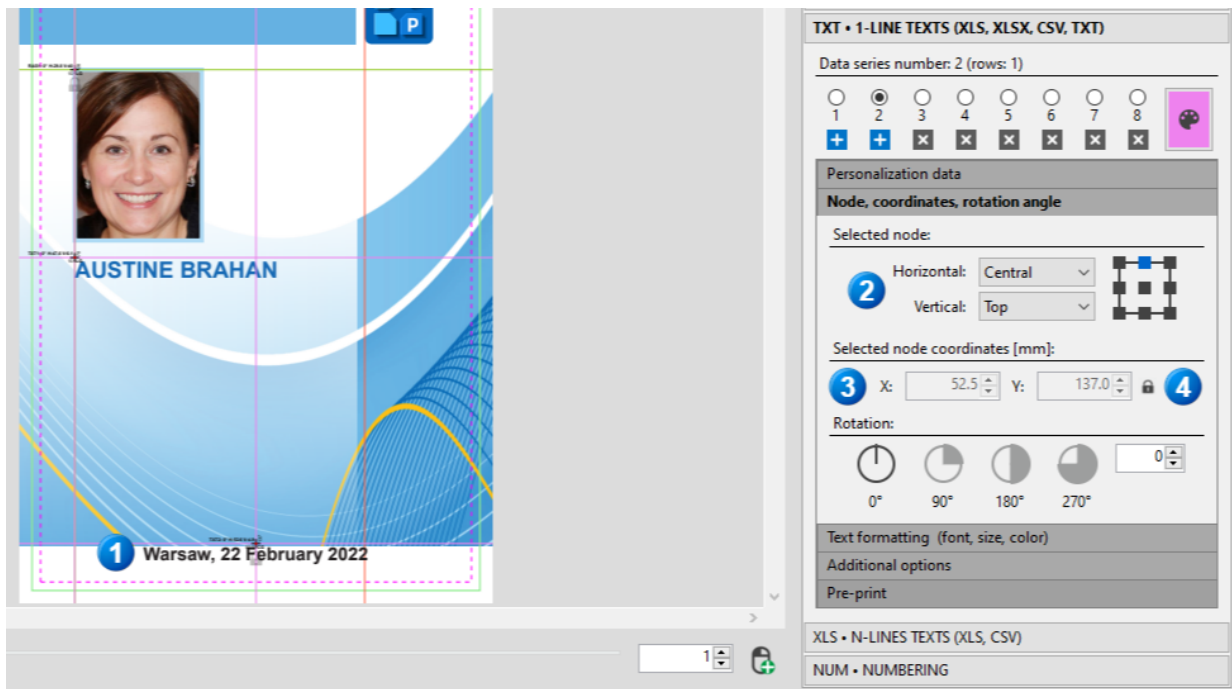 P
AUSTINE BRAHAN
1
Warsaw, 22 February 2022
1
TXT • 1-LINE TEXTS (XLS, XLSX, CSV, TXT)
Data series number: 2 (rows: 1)
1 2 3 4 5 6 7 8
Personalization data
Node, coordinates, rotation angle
Selected node:
2
Horizontal: Central
Vertical: Top
Selected node coordinates [mm]:
3 X: 52.5 Y: 137.0 4
Rotation:
0
0° 90° 180° 270°
Text formatting (font, size, color)
Additional options
Pre-print
XLS • N-LINES TEXTS (XLS, CSV)
NUM • NUMBERING